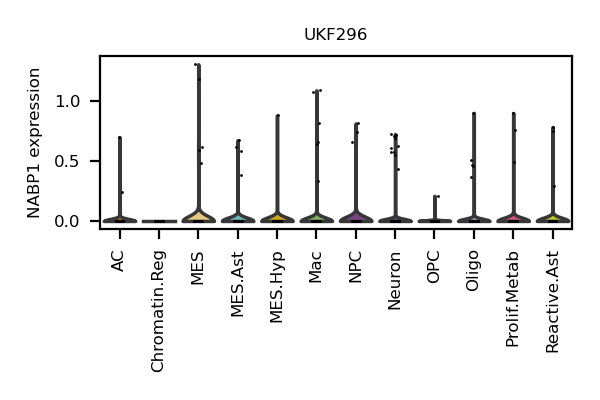 UKF296
NABP1 expression
1.0
0.5
0.0
AC
Chromatin.Reg
MES
MES.Ast
MES.Hyp
Mac
NPC
Neuron
OPC
Oligo
Prolif.Metab
Reactive.Ast